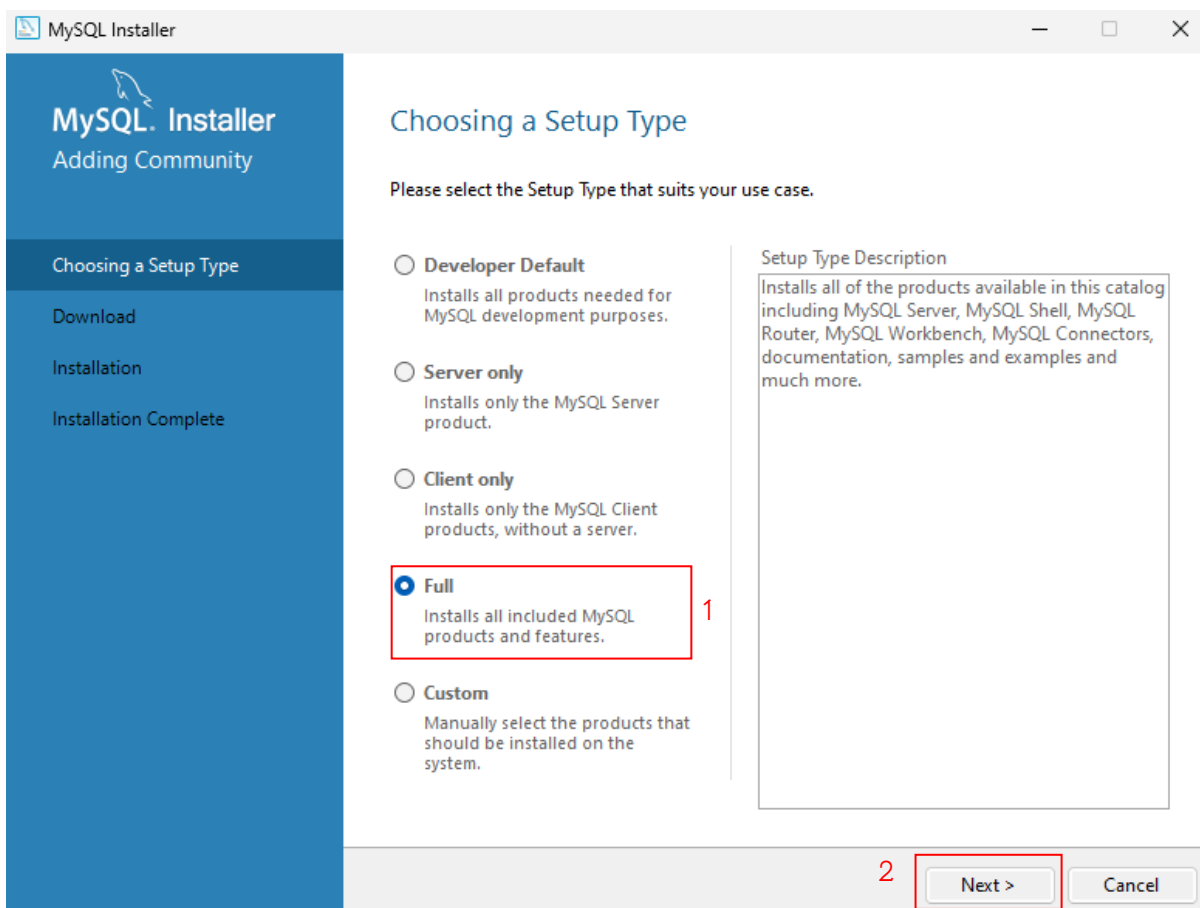 MySQL Installer
MySQL. Installer
Adding Community
Choosing a Setup Type
Download
Installation
Installation Complete
Choosing a Setup Type
Please select the Setup Type that suits your use case.
Developer Default
Installs all products needed for
MySQL development purposes.
Server only
Installs only the MySQL Server
product.
Client only
Installs only the MySQL Client
products, without a server.
Full
Installs all included MySQL
products and features.
1
Custom
Manually select the products that
should be installed on the
system.
Setup Type Description
Installs all of the products available in this catalog
including MySQL Server, MySQL Shell, MySQL
Router, MySQL Workbench, MySQL Connectors,
documentation, samples and examples and
much more.
2
Next >
Cancel